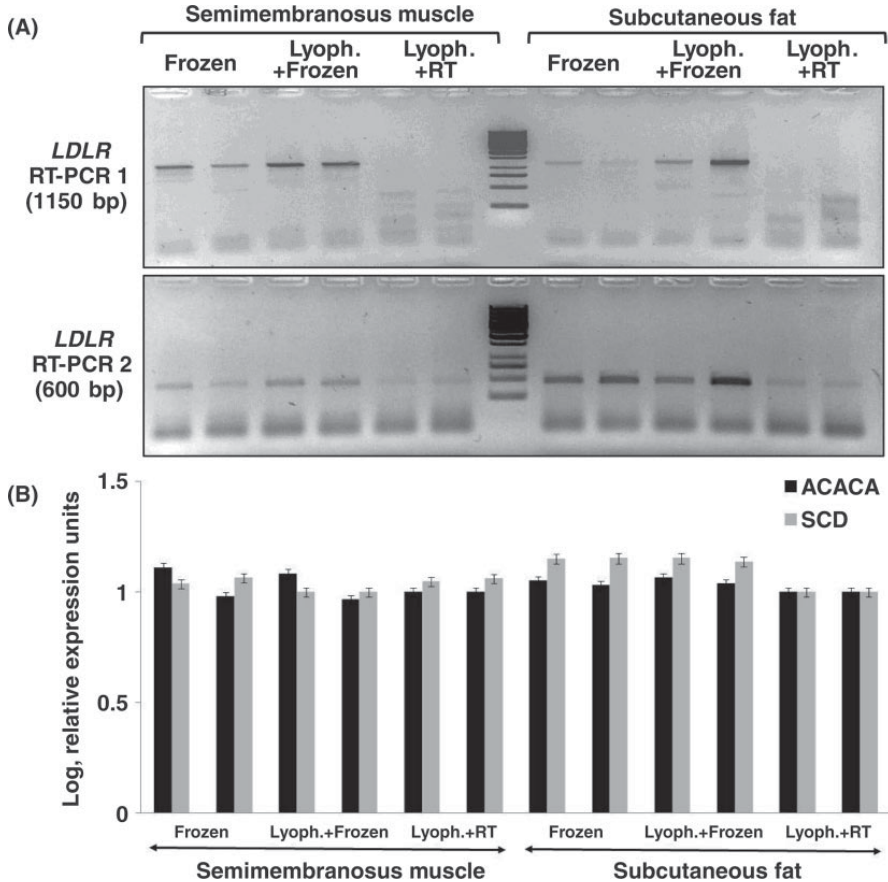 (A)
Semimembranosus muscle
Subcutaneous fat
Frozen
Lyoph.
+Frozen
Lyoph.
+RT
Frozen
Lyoph.
+Frozen
Lyoph.
+RT
LDLR
RT-PCR 1
(1150 bp)
LDLR
RT-PCR 2
(600 bp)
(B)
Log, relative expression units
1.5
1
0.5
0
ACACA
SCD
Frozen
Lyoph.+Frozen
Lyoph.+RT
Frozen
Lyoph.+Frozen
Lyoph.+RT
Semimembranosus muscle
Subcutaneous fat